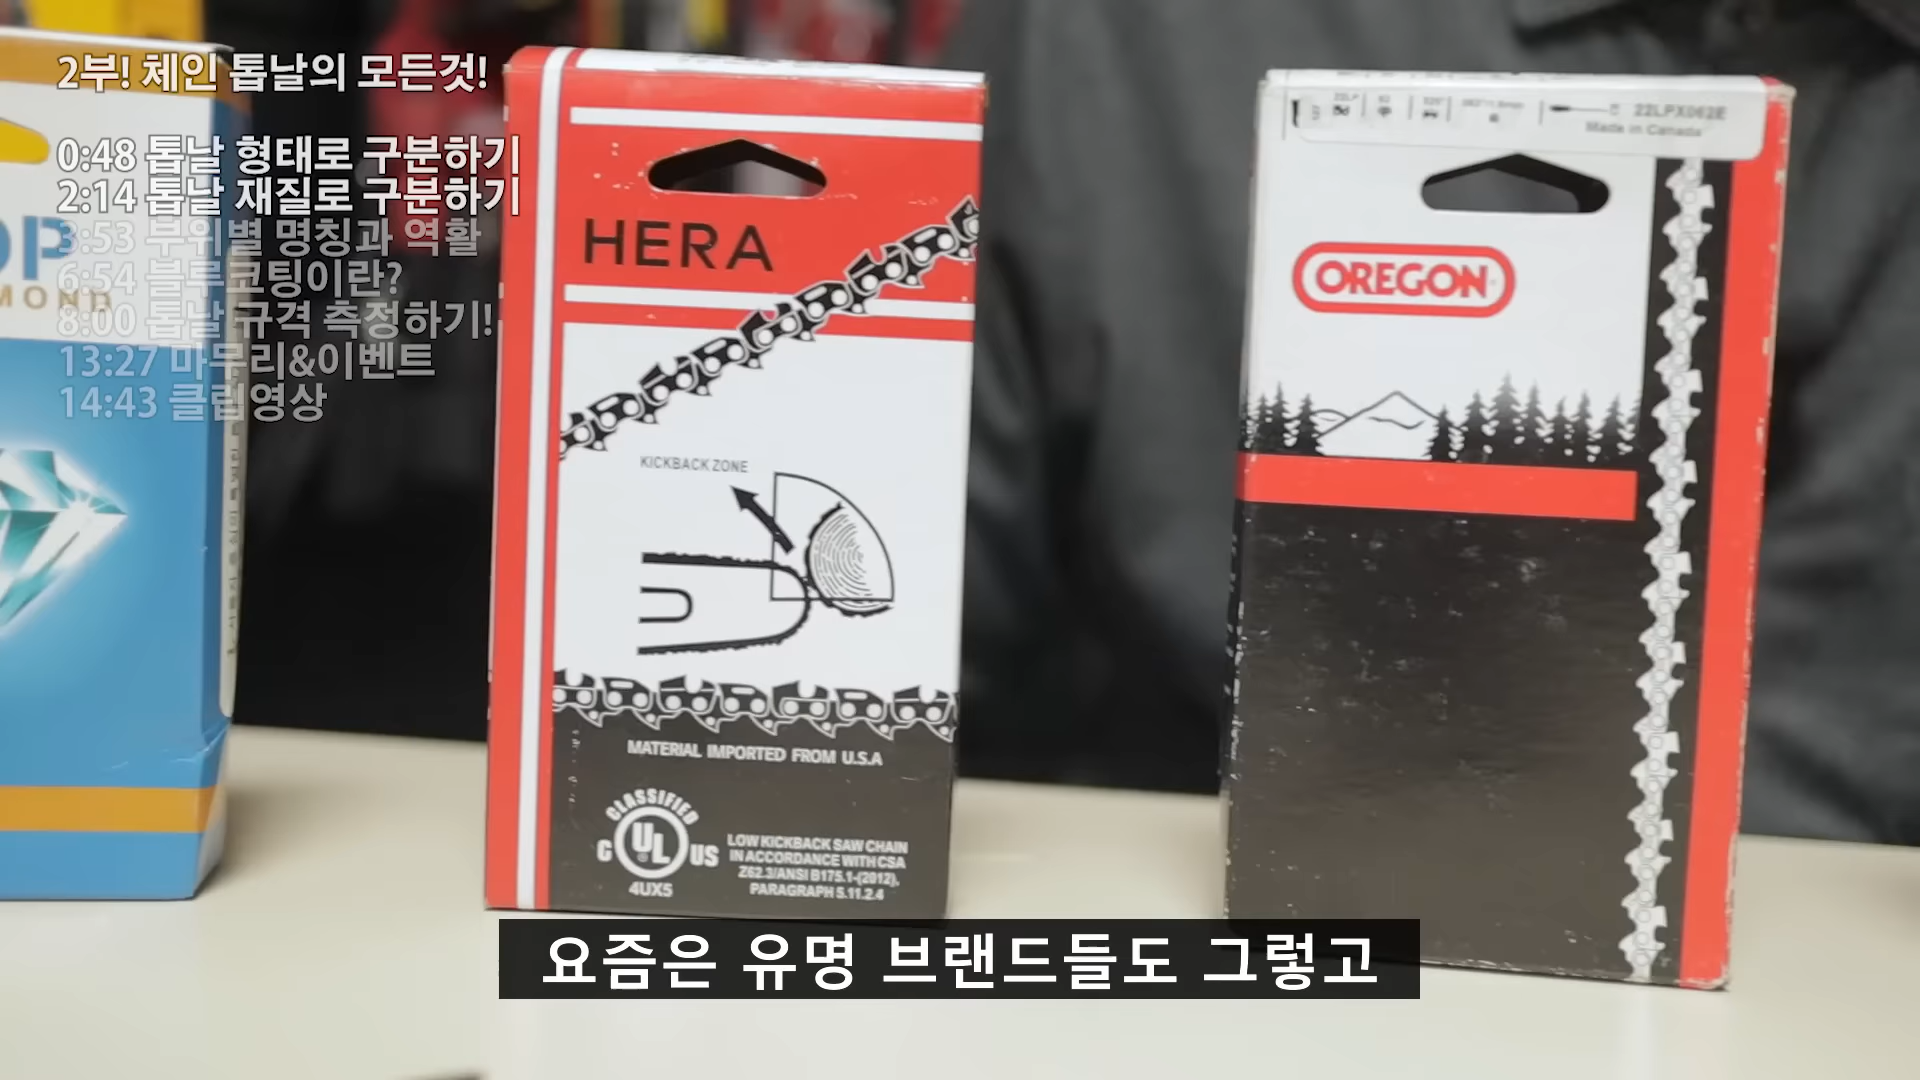 2부! 체인 톱날의 모든것!
0:48 톱날 형태로 구분하기
2:14 톱날 재질로 구분하기
3:53 부위별 명칭과 역활
6:54 블루코팅이란?
8:00 톱날 규격 측정하기!
13:27 마무리&이벤트
14:43 클립영상
OP
MOND
HERA
KICKBACK ZONE
MATERIAL IMPORTED FROM U.S.A
CLASSIFIED
C UL US
4UX5
LOW KICKBACK SAW CHAIN
IN ACCORDANCE WITH CSA
Z62.3/ANSI B175.1-(2012),
PARAGRAPH 5.11.2.4
22LPX062E
Made in Canada
OREGON
요즘은 유명 브랜드들도 그렇고